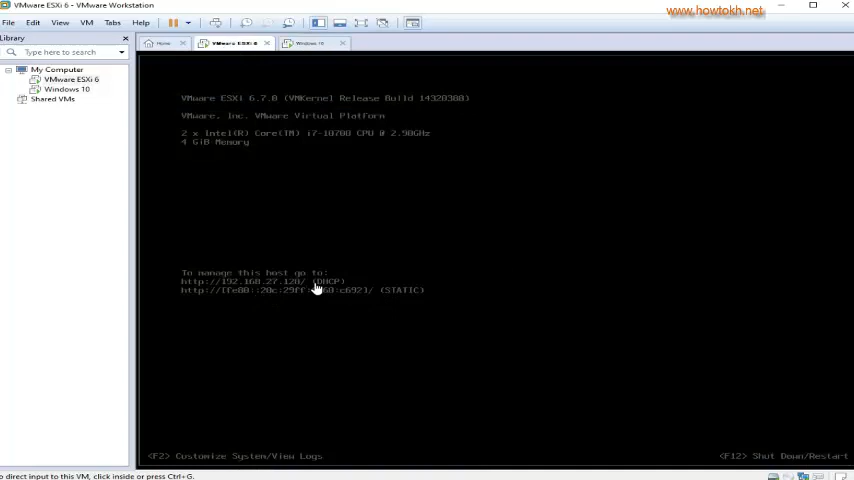 VMware ESXi 6 - VMware Workstation
www.howtokh.net
File Edit View VM Tabs Help
Library
Type here to search
My Computer
VMware ESXi 6
Windows 10
Shared VMs
Home
VMware ESXi 6
Windows 10
VMware ESXi 6.7.0 (VMKernel Release Build 14320388)
VMware, Inc. VMware Virtual Platform
2 x Intel(R) Core(TM) i7-10700 CPU @ 2.90GHz
4 GiB Memory
To manage this host go to:
http://192.168.27.128/ (DHCP)
(STATIC)
<F2> Customize System/View Logs
<F12> Shut Down/Restart
o direct input to this VM, click inside or press Ctrl+G.